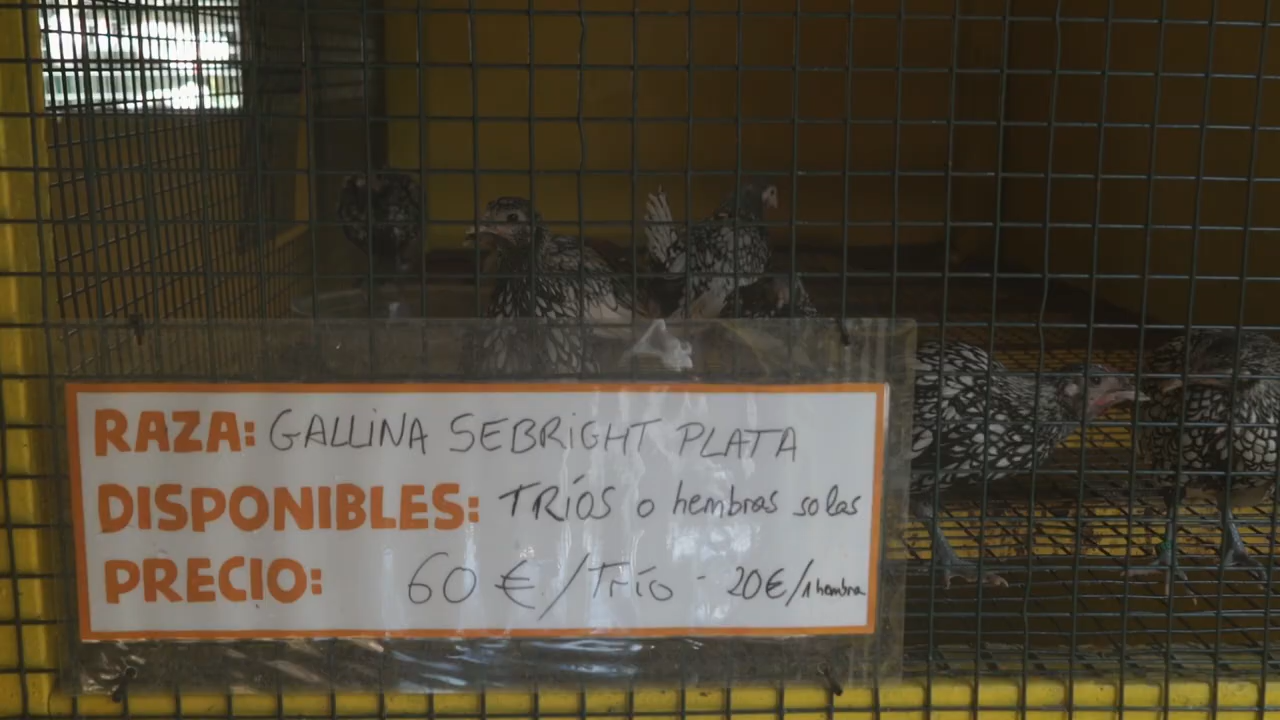 RAZA: GALLINA SEBRIGHT PLATA
DISPONIBLES: TRÍOS o hembras solas
PRECIO: 60 €/Trío - 20€/1 hembra